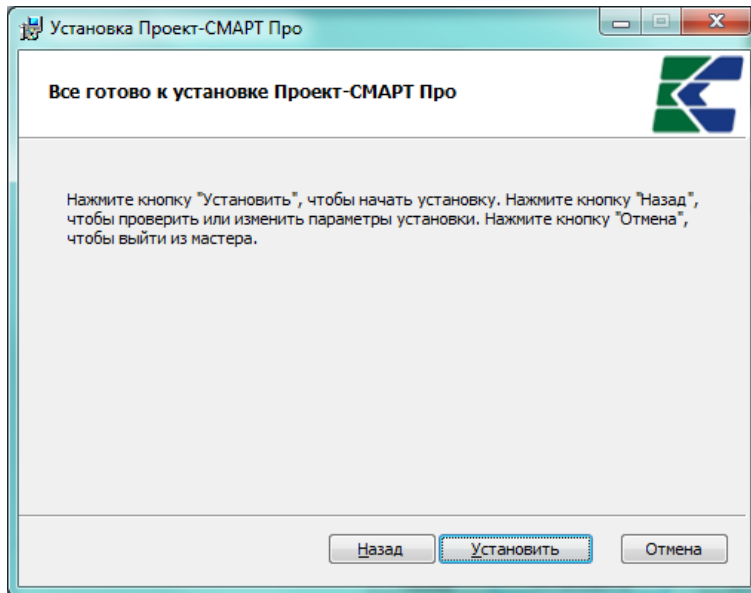 Установка Проект-СМАРТ Про
Все готово к установке Проект-СМАРТ Про
Нажмите кнопку "Установить", чтобы начать установку. Нажмите кнопку "Назад",
чтобы проверить или изменить параметры установки. Нажмите кнопку "Отмена",
чтобы выйти из мастера.
Назад Установить Отмена